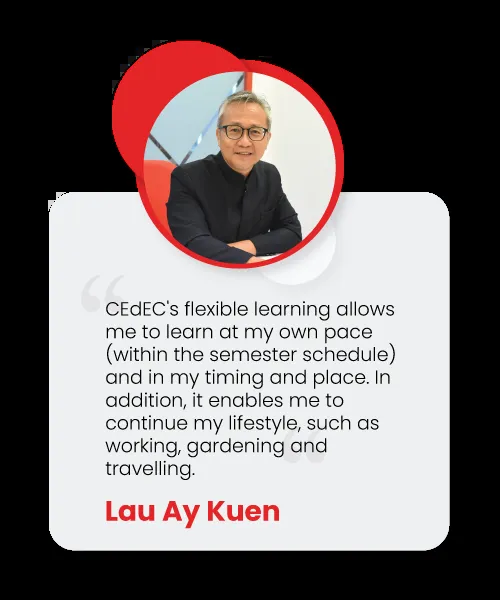 CEdEC's flexible learning allows
me to learn at my own pace
(within the semester schedule)
and in my timing and place. In
addition, it enables me to
continue my lifestyle, such as
working, gardening and
travelling.
Lau Ay Kuen